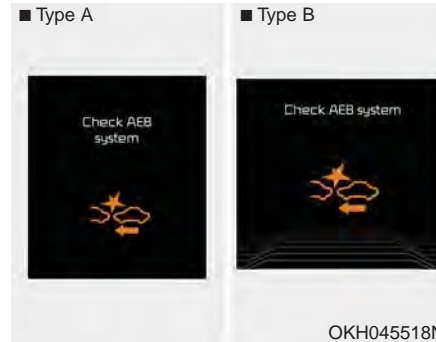 ■ Type A
Check AEB
system
■ Type B
Check AEB system
OKH045518N